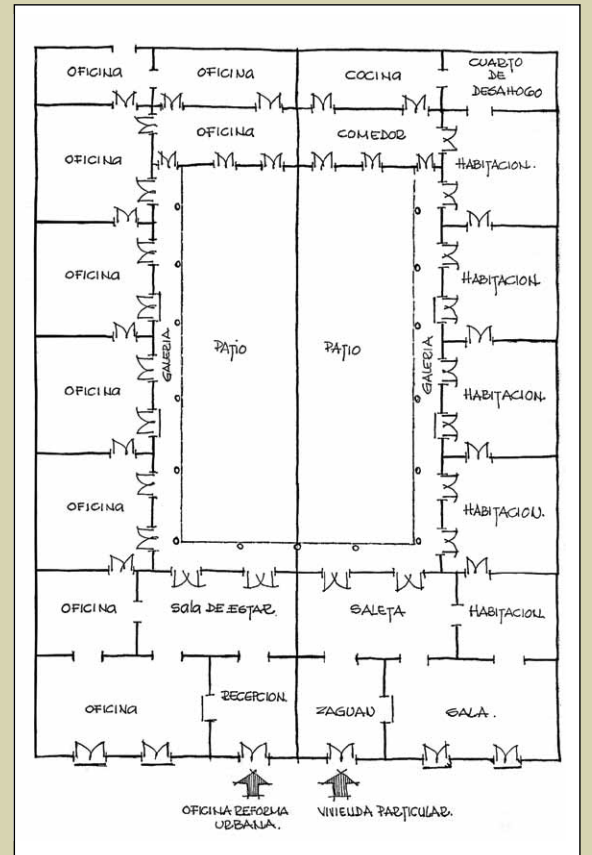 OFICINA
OFICINA
COCINA
CUARTO
DE
DESAHOGO
OFICINA
COMEDOR
OFICINA
HABITACION.
OFICINA
HABITACION.
PATIO
PATIO
GALERIA
GALERIA
OFICINA
HABITACION.
OFICINA
HABITACION.
OFICINA
SALA DE ESTAR.
SALETA
HABITACION.
OFICINA
RECEPCION.
ZAGUAN
SALA.
OFICINA REFORMA
URBANA.
VIVIENDA PARTICULAR.